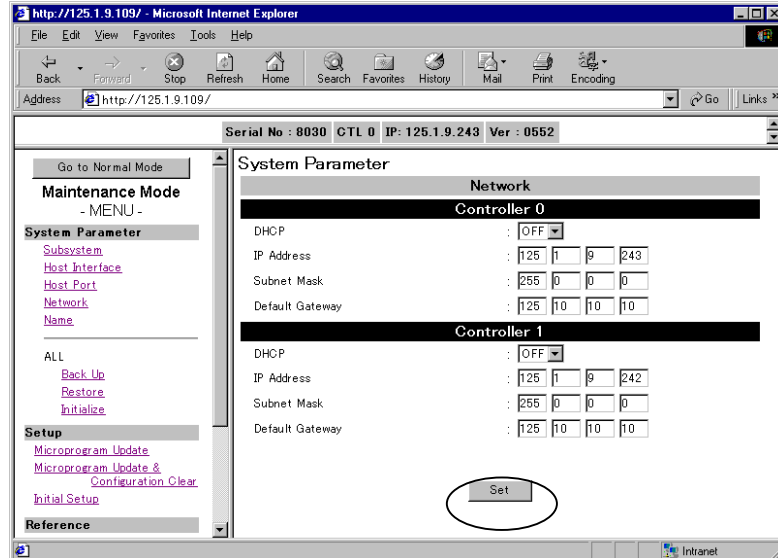 http://125.1.9.109/ - Microsoft Internet Explorer
File Edit View Favorites Tools Help
Back Forward Stop Refresh Home Search Favorites History Mail Print Encoding
Address http://125.1.9.109/ Go Links »
Serial No : 8030 CTL 0 IP: 125.1.9.243 Ver : 0552
Go to Normal Mode
Maintenance Mode
- MENU -
System Parameter
Subsystem
Host Interface
Host Port
Network
Name
ALL
Back Up
Restore
Initialize
Setup
Microprogram Update
Microprogram Update &
Configuration Clear
Initial Setup
Reference
System Parameter
Network
Controller 0
DHCP : OFF
IP Address : 125 1 9 243
Subnet Mask : 255 0 0 0
Default Gateway : 125 10 10 10
Controller 1
DHCP : OFF
IP Address : 125 1 9 242
Subnet Mask : 255 0 0 0
Default Gateway : 125 10 10 10
Set
Intranet